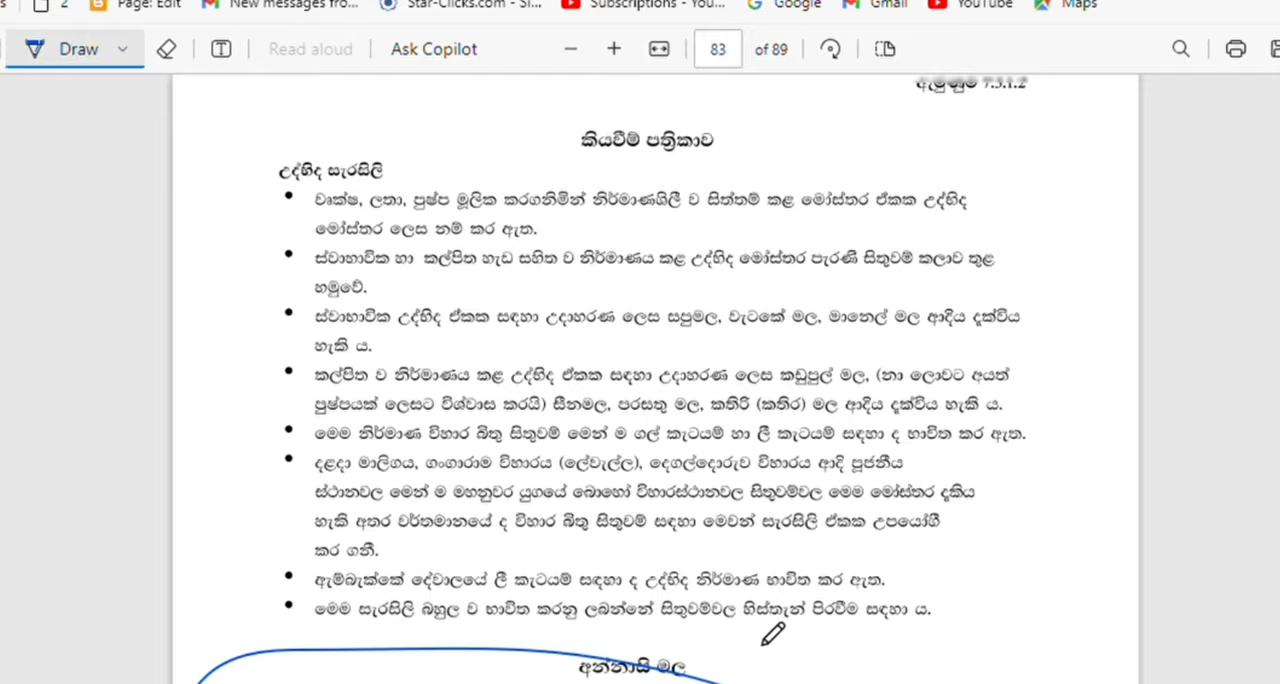 2 Page: Edit New messages fro... Star-Clicks.com - Si... Subscriptions - You... Google Gmail YouTube Maps
Draw Read aloud Ask Copilot 83 of 89
ඇමුණුම 7.3.1.2
කියවීම් පත්‍රිකාව
උද්භිද සැරසිලි
• වෘක්ෂ, ලතා, පුෂ්ප මූලික කරගනිමින් නිර්මාණශීලී ව සිත්තම් කළ මෝස්තර ඒකක උද්භිද
මෝස්තර ලෙස නම් කර ඇත.
• ස්වාභාවික හා කල්පිත හැඩ සහිත ව නිර්මාණය කළ උද්භිද මෝස්තර පැරණි සිතුවම් කලාව තුළ
හමුවේ.
• ස්වාභාවික උද්භිද ඒකක සඳහා උදාහරණ ලෙස සපුමල, වැටකේ මල, මානෙල් මල ආදිය දැක්විය
හැකි ය.
• කල්පිත ව නිර්මාණය කළ උද්භිද ඒකක සඳහා උදාහරණ ලෙස කඩුපුල් මල, (නා ලොවට අයත්
පුෂ්පයක් ලෙසට විශ්වාස කරයි) සීනමල, පරසතු මල, කතිරි (කතිර) මල ආදිය දැක්විය හැකි ය.
• මෙම නිර්මාණ විහාර බිතු සිතුවම් මෙන් ම ගල් කැටයම් හා ලී කැටයම් සඳහා ද භාවිත කර ඇත.
• දළදා මාලිගය, ගංගාරාම විහාරය (ලේවැල්ල), දෙගල්දොරුව විහාරය ආදි පූජනීය
ස්ථානවල මෙන් ම මහනුවර යුගයේ බොහෝ විහාරස්ථානවල සිතුවම්වල මෙම මෝස්තර දැකිය
හැකි අතර වර්තමානයේ ද විහාර බිතු සිතුවම් සඳහා මෙවන් සැරසිලි ඒකක උපයෝගී
කර ගනී.
• ඇම්බැක්කේ දේවාලයේ ලී කැටයම් සඳහා ද උද්භිද නිර්මාණ භාවිත කර ඇත.
• මෙම සැරසිලි බහුල ව භාවිත කරනු ලබන්නේ සිතුවම්වල හිස්තැන් පිරවීම සඳහා ය.
අන්නාසි මල